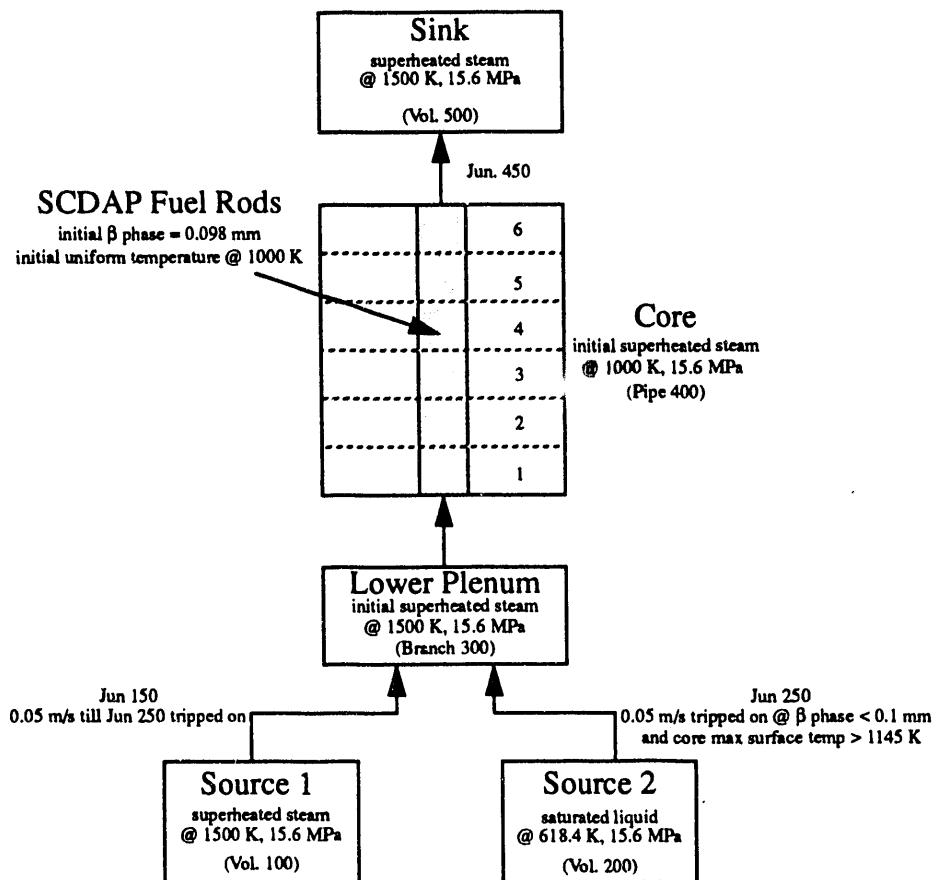 Sink
superheated steam
@ 1500 K, 15.6 MPa
(Vol. 500)
Jun. 450
SCDAP Fuel Rods
initial β phase = 0.098 mm
initial uniform temperature @ 1000 K
6
5
4
3
2
1
Core
initial superheated steam
@ 1000 K, 15.6 MPa
(Pipe 400)
Lower Plenum
initial superheated steam
@ 1500 K, 15.6 MPa
(Branch 300)
Jun 150
0.05 m/s till Jun 250 tripped on
Jun 250
0.05 m/s tripped on @ β phase < 0.1 mm
and core max surface temp > 1145 K
Source 1
superheated steam
@ 1500 K, 15.6 MPa
(Vol. 100)
Source 2
saturated liquid
@ 618.4 K, 15.6 MPa
(Vol. 200)